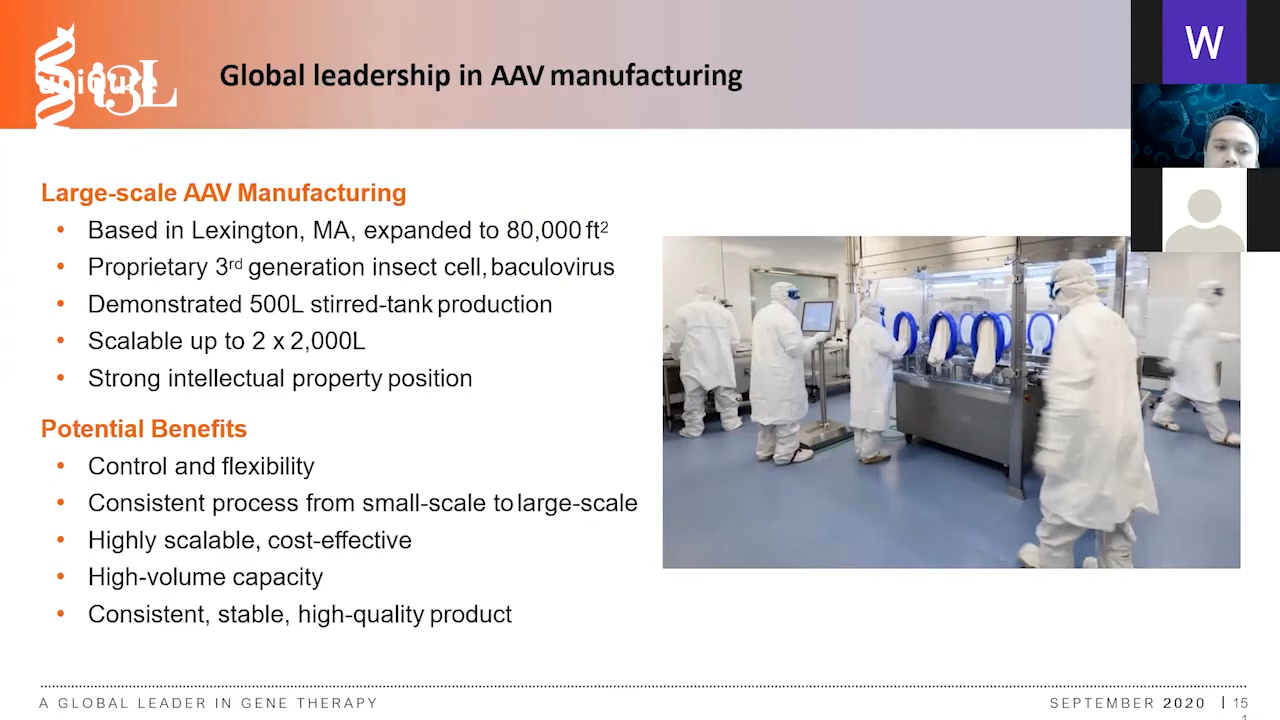 uniqure
t3L
Global leadership in AAV manufacturing
W
Large-scale AAV Manufacturing
• Based in Lexington, MA, expanded to 80,000 ft²
• Proprietary 3rd generation insect cell, baculovirus
• Demonstrated 500L stirred-tank production
• Scalable up to 2 x 2,000L
• Strong intellectual property position
Potential Benefits
• Control and flexibility
• Consistent process from small-scale to large-scale
• Highly scalable, cost-effective
• High-volume capacity
• Consistent, stable, high-quality product
A GLOBAL LEADER IN GENE THERAPY
SEPTEMBER 2020 | 15